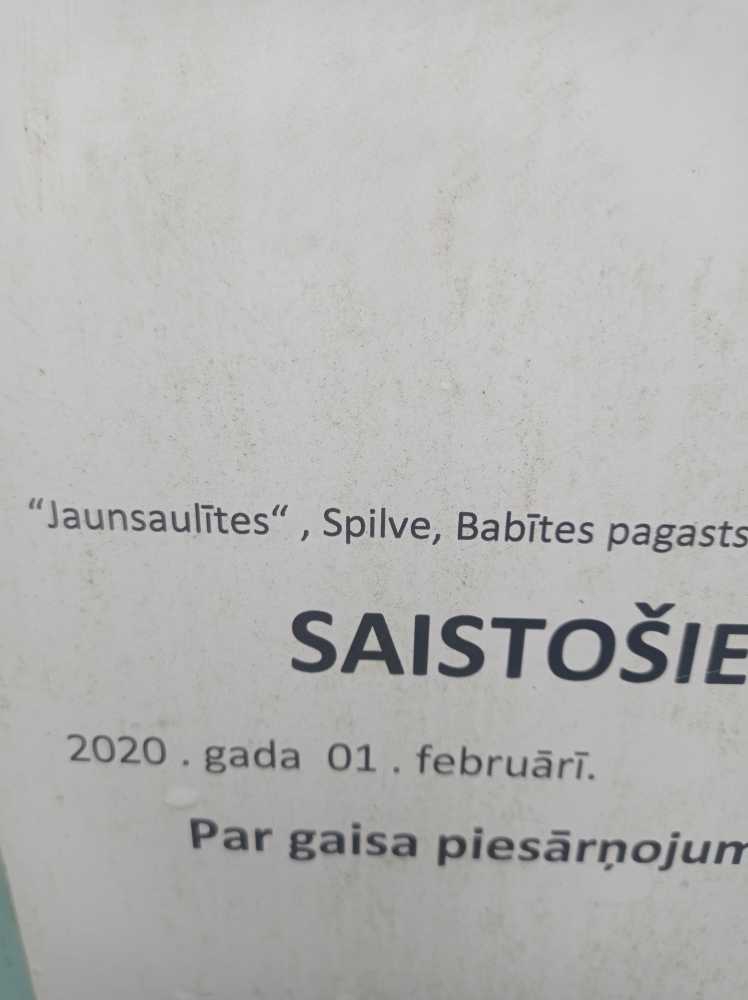 “Jaunsaulītes“ , Spilve, Babītes pagasts
SAISTOŠIE
2020 . gada 01 . februārī.
Par gaisa piesārņojum